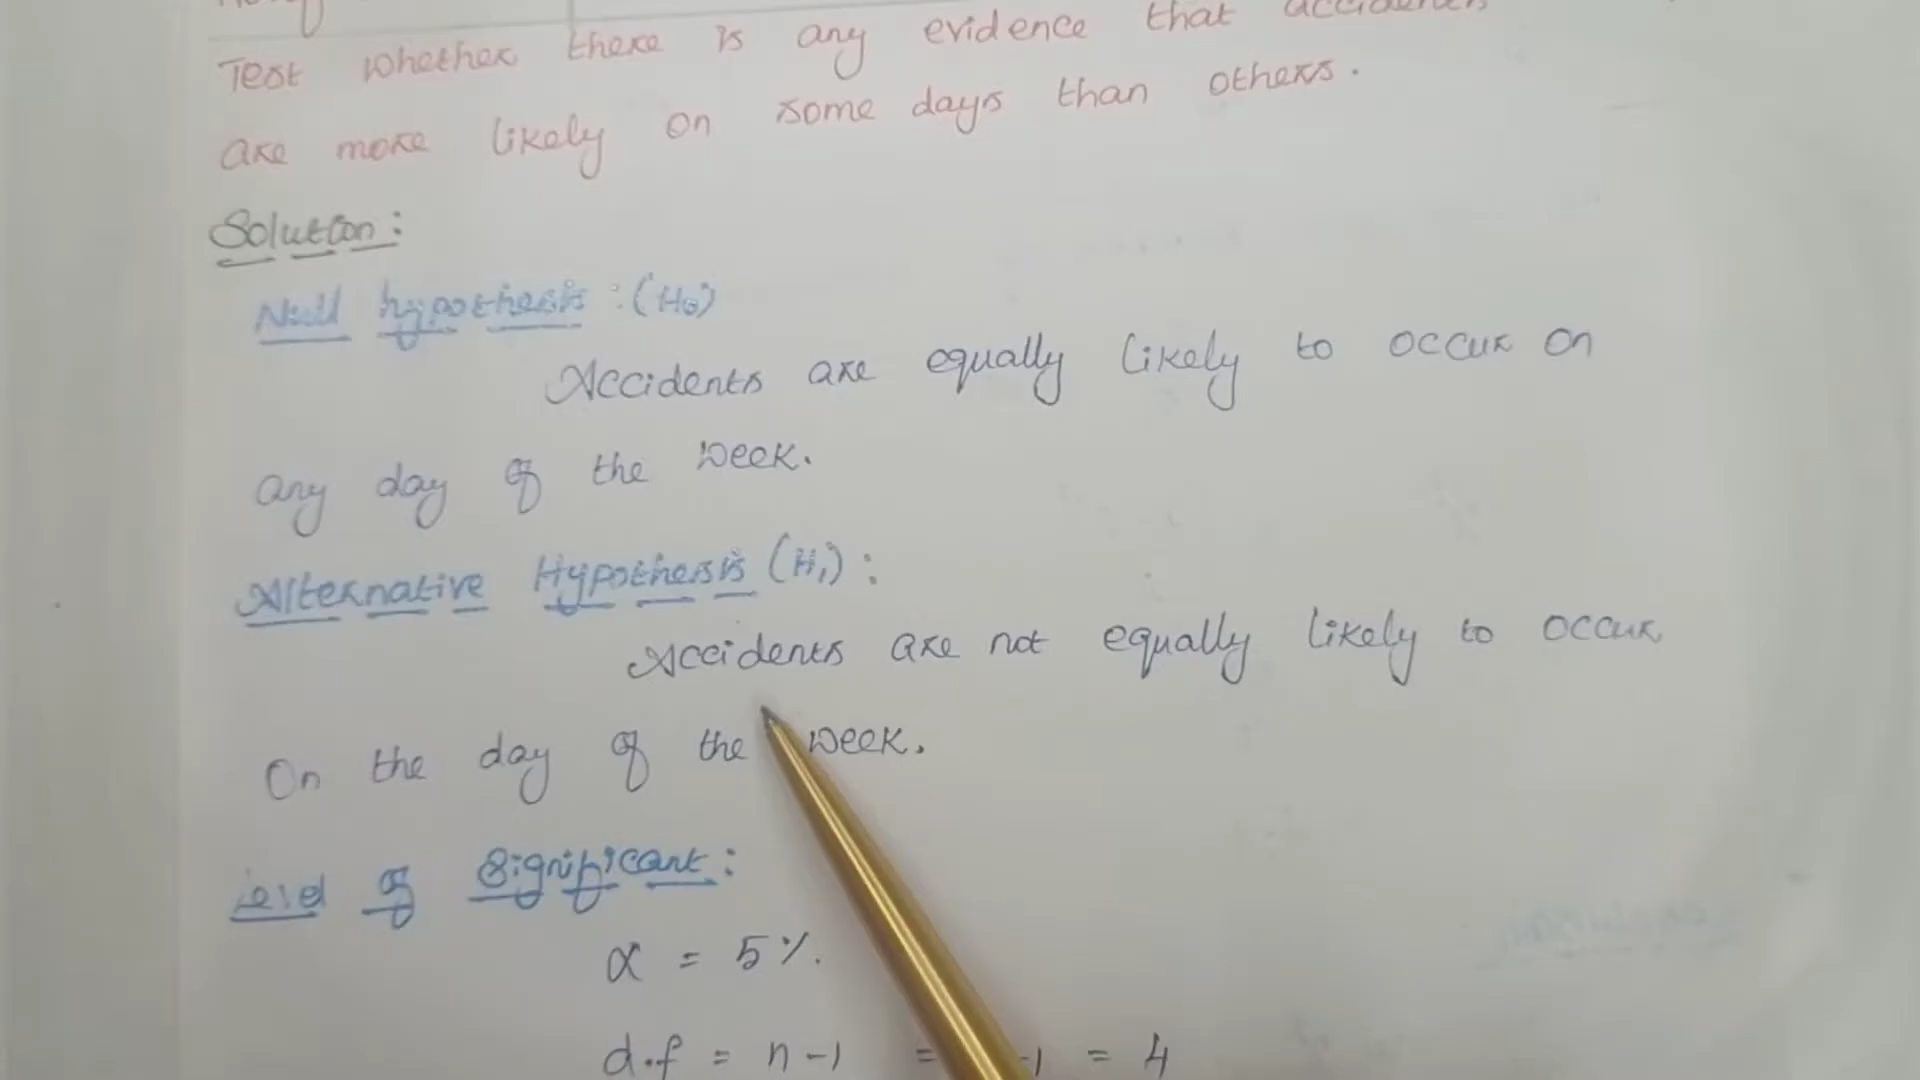 Test whether there is any evidence that accidents
are more likely on some days than others.
Solution:
Null hypothesis: (H₀)
Accidents are equally likely to occur on
any day of the week.
Alternative Hypothesis (H₁):
Accidents are not equally likely to occur
On the day of the week.
level of Significant:
α = 5%.
d.f = n-1 = -1 = 4